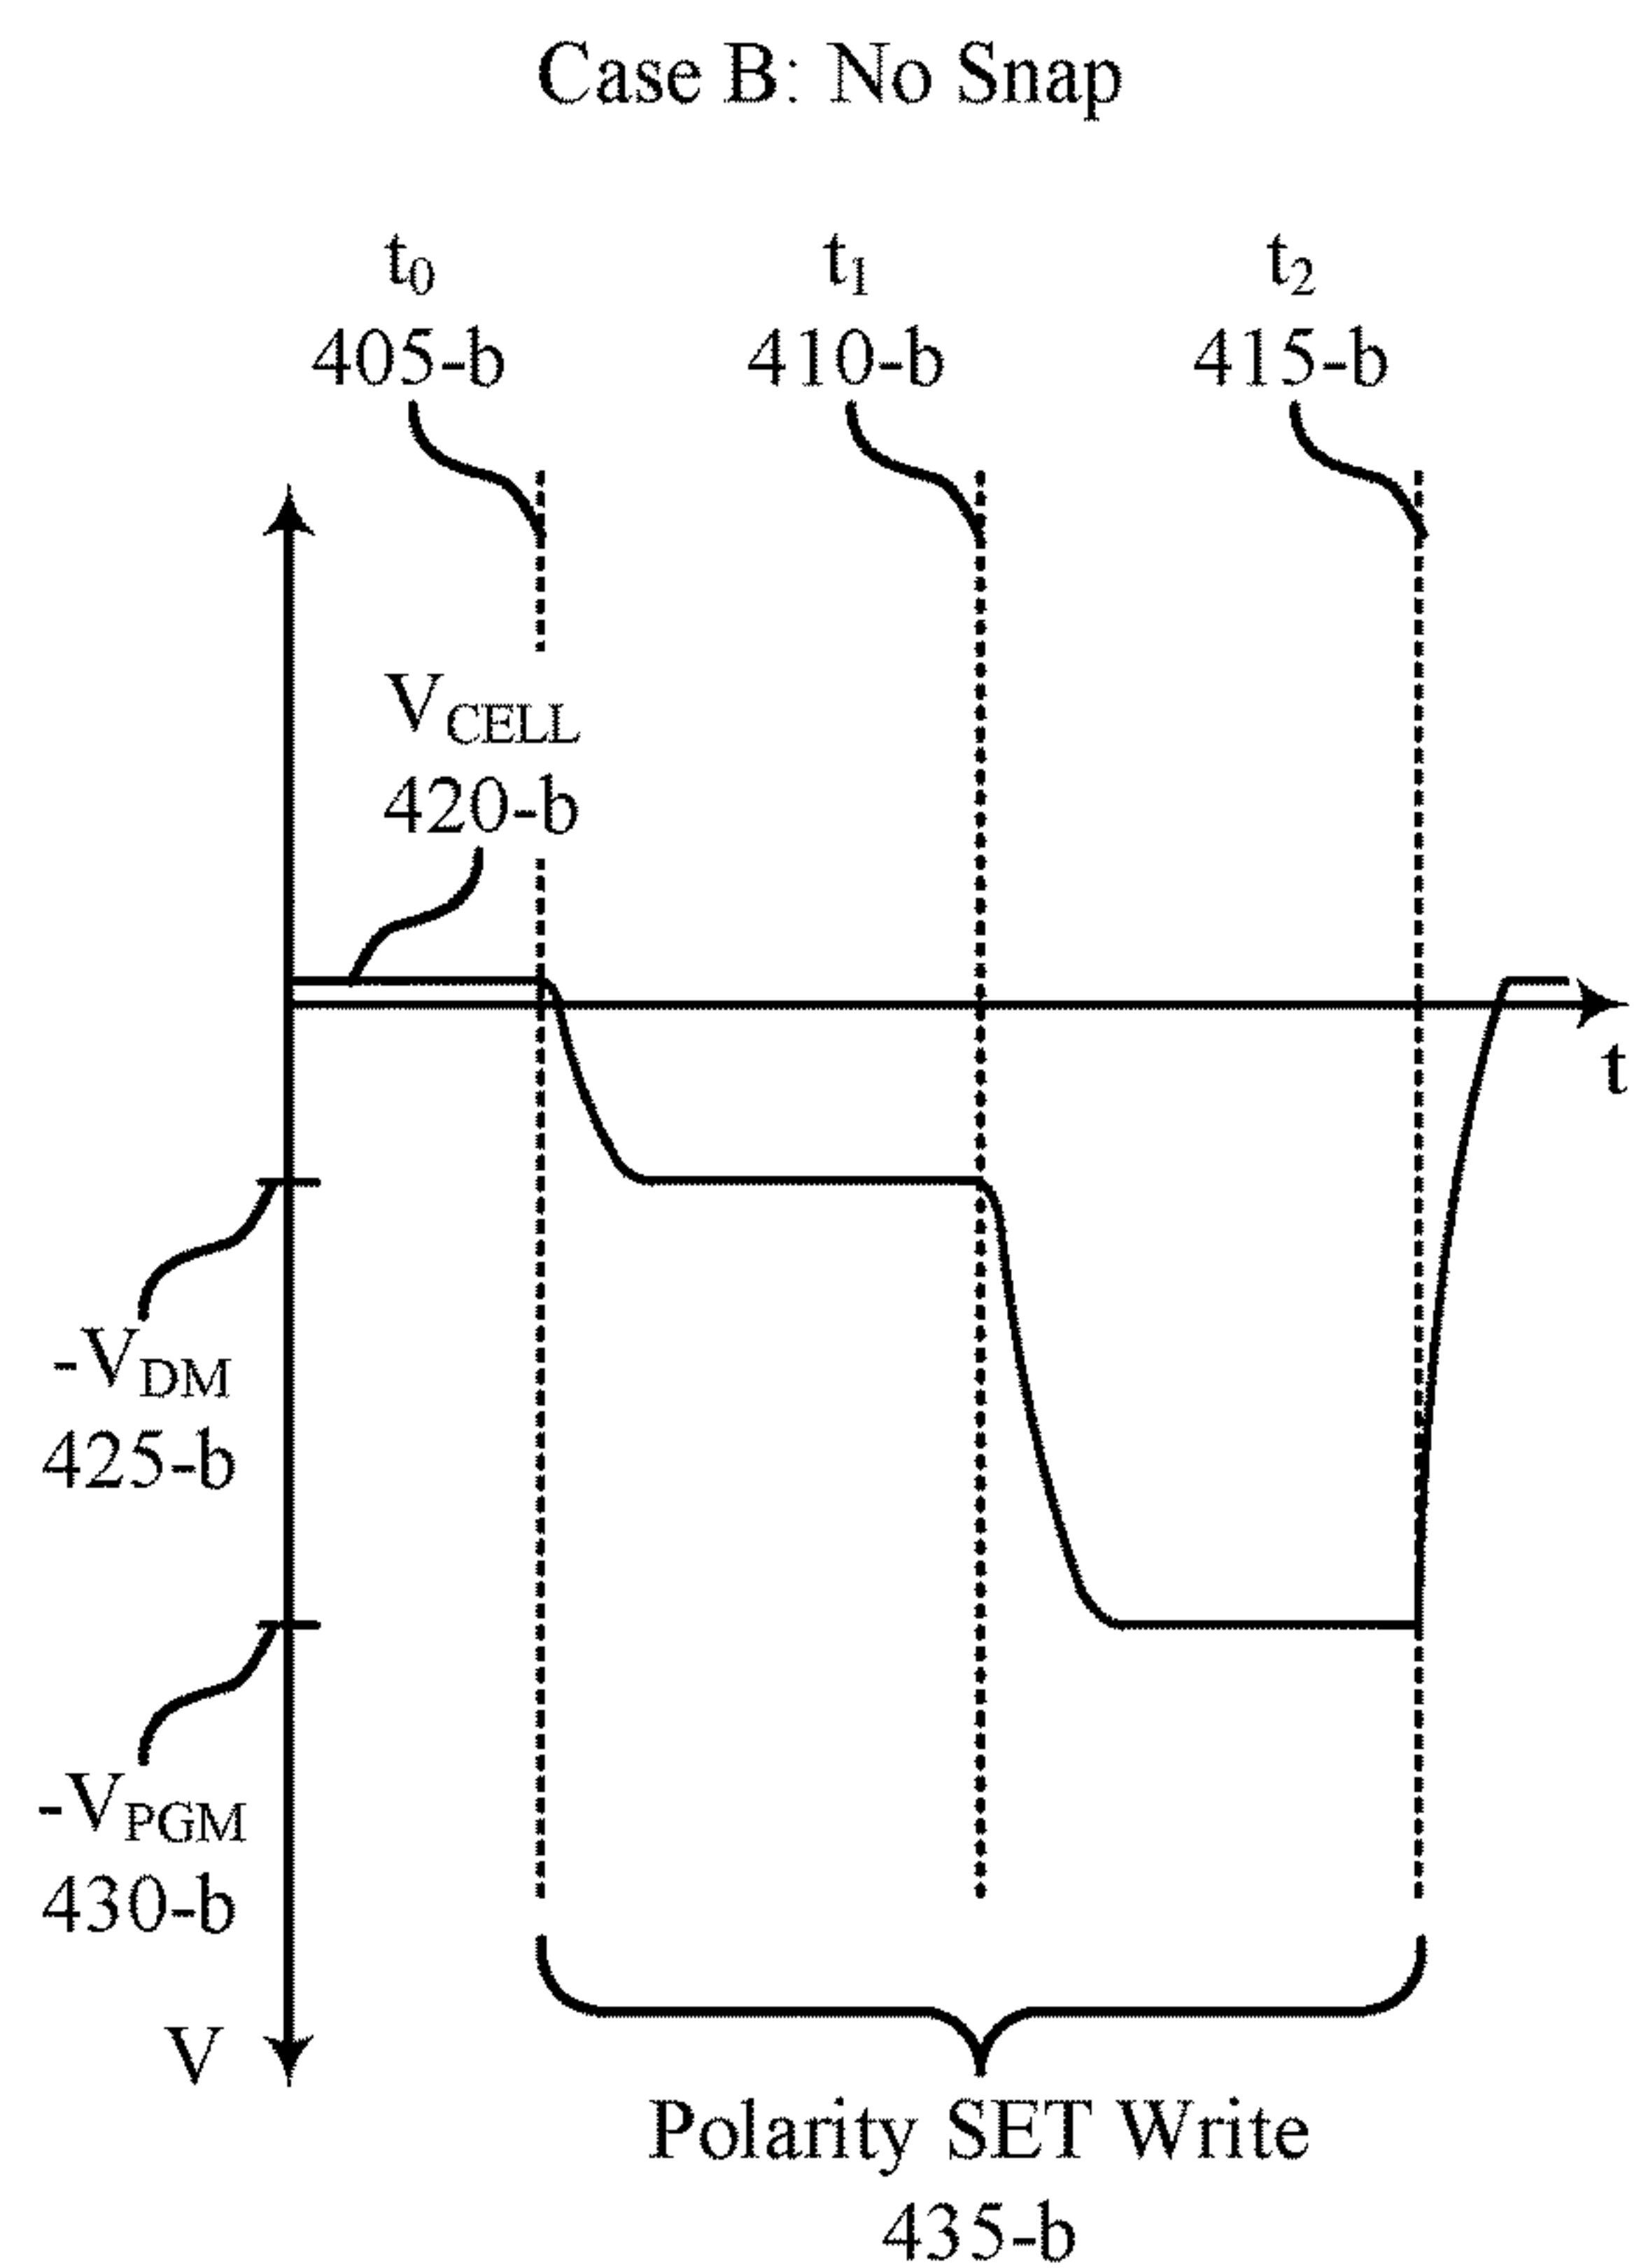 Case B: No Snap
t0 t1 t2
405-b 410-b 415-b
VCELL
420-b
t
-VDM
425-b
-VPGM
430-b
V
Polarity SET Write
435-b